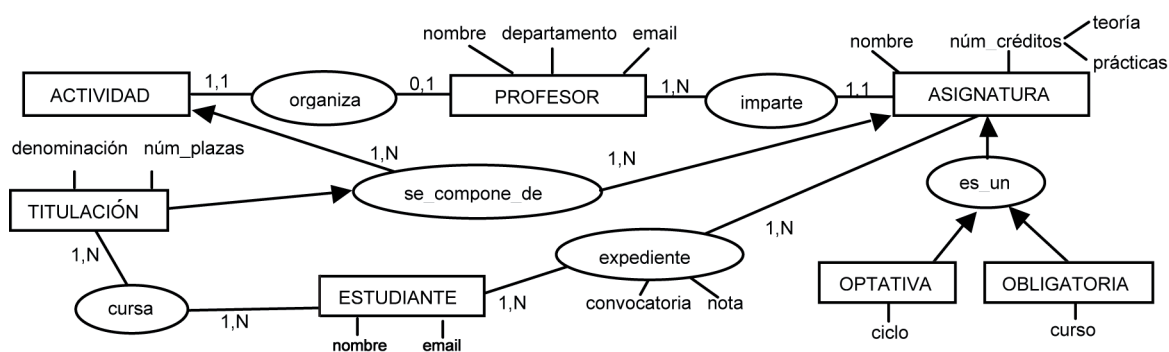 teoría
nombre departamento email
nombre núm_créditos
prácticas
ACTIVIDAD 1,1 organiza 0,1 PROFESOR 1,N imparte 1,1 ASIGNATURA
denominación núm_plazas
1,N 1,N
TITULACIÓN se_compone_de es_un
1,N 1,N
expediente
cursa 1,N ESTUDIANTE 1,N convocatoria nota OPTATIVA OBLIGATORIA
nombre email ciclo curso